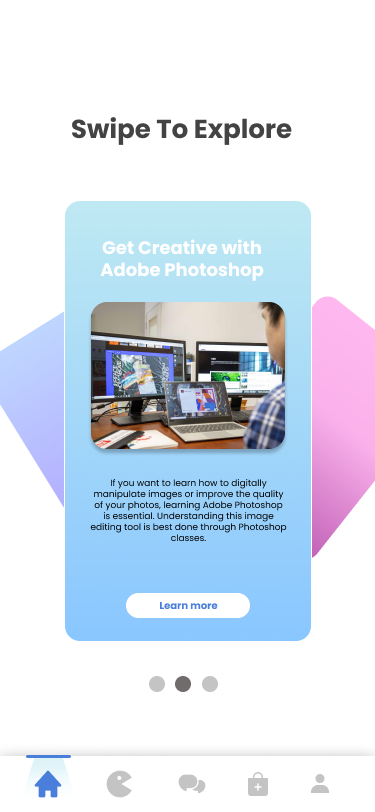 Swipe To Explore
Get Creative with
Adobe Photoshop
If you want to learn how to digitally
manipulate images or improve the quality
of your photos, learning Adobe Photoshop
is essential. Understanding this image
editing tool is best done through Photoshop
classes.
Learn more